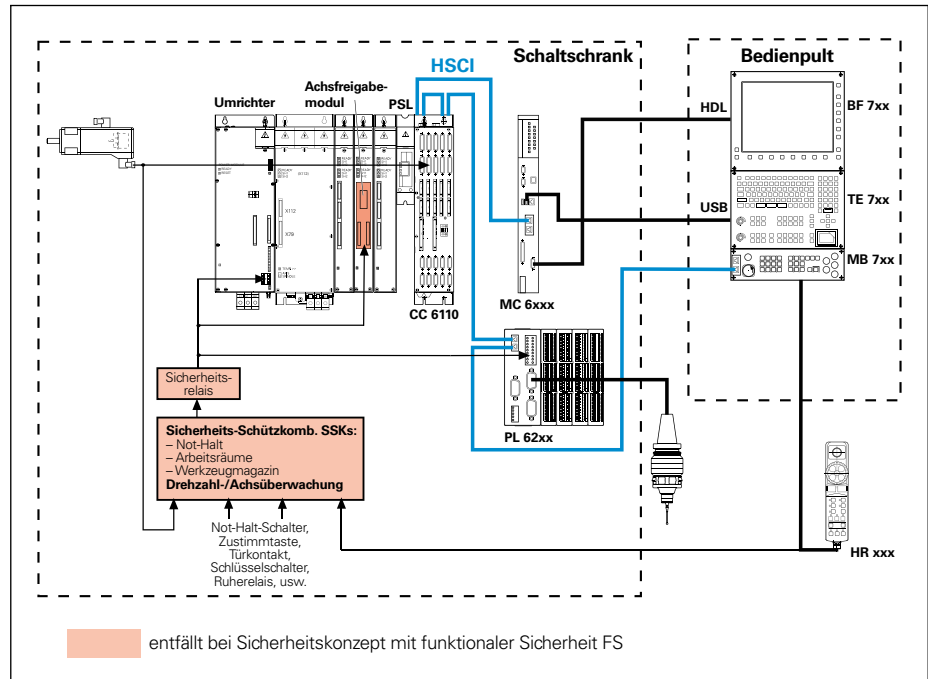 Schaltschrank
Bedienpult
HSCI
Achsfreigabe-
modul
Umrichter
PSL
HDL
BF 7xx
USB
TE 7xx
MB 7xx
X112
X79
MC 6xxx
CC 6110
PL 62xx
HR xxx
Sicherheits-
relais
Sicherheits-Schützkomb. SSKs:
– Not-Halt
– Arbeitsräume
– Werkzeugmagazin
Drehzahl-/Achsüberwachung
Not-Halt-Schalter,
Zustimmtaste,
Türkontakt,
Schlüsselschalter,
Ruherelais, usw.
entfällt bei Sicherheitskonzept mit funktionaler Sicherheit FS